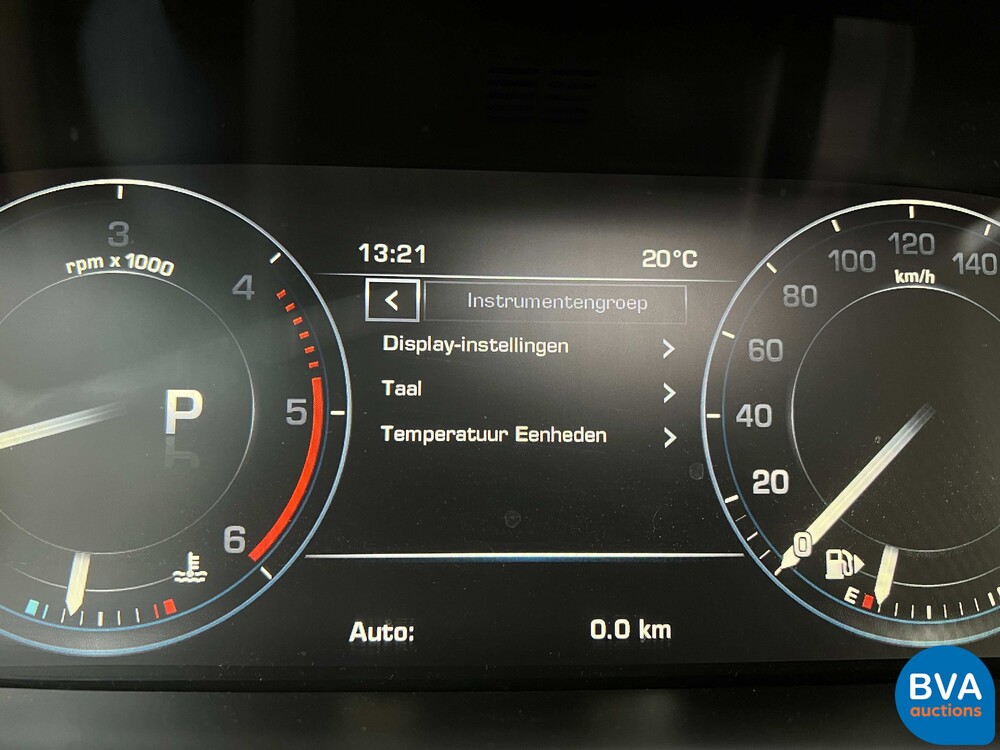 13:21 20°C
< Instrumentengroep
Display-instellingen >
Taal >
Temperatuur Eenheden >
3
rpm x 1000
4
5
6
P
20
40
60
80
100
120
140
km/h
0
E
Auto: 0.0 km
BVA
auctions